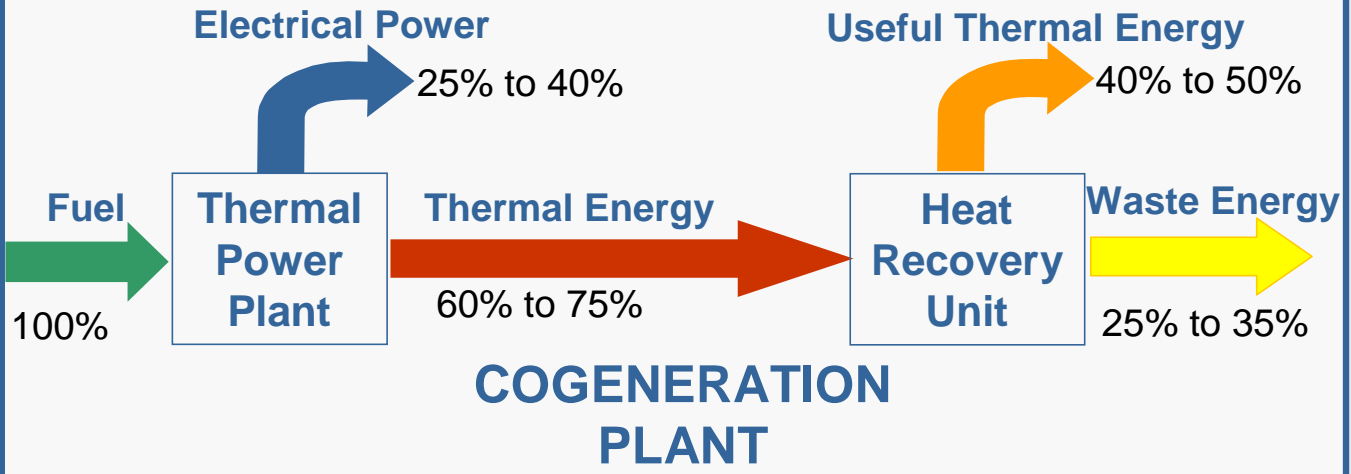 Electrical Power
25% to 40%
Useful Thermal Energy
40% to 50%
Fuel
100%
Thermal
Power
Plant
Thermal Energy
60% to 75%
Heat
Recovery
Unit
Waste Energy
25% to 35%
COGENERATION
PLANT